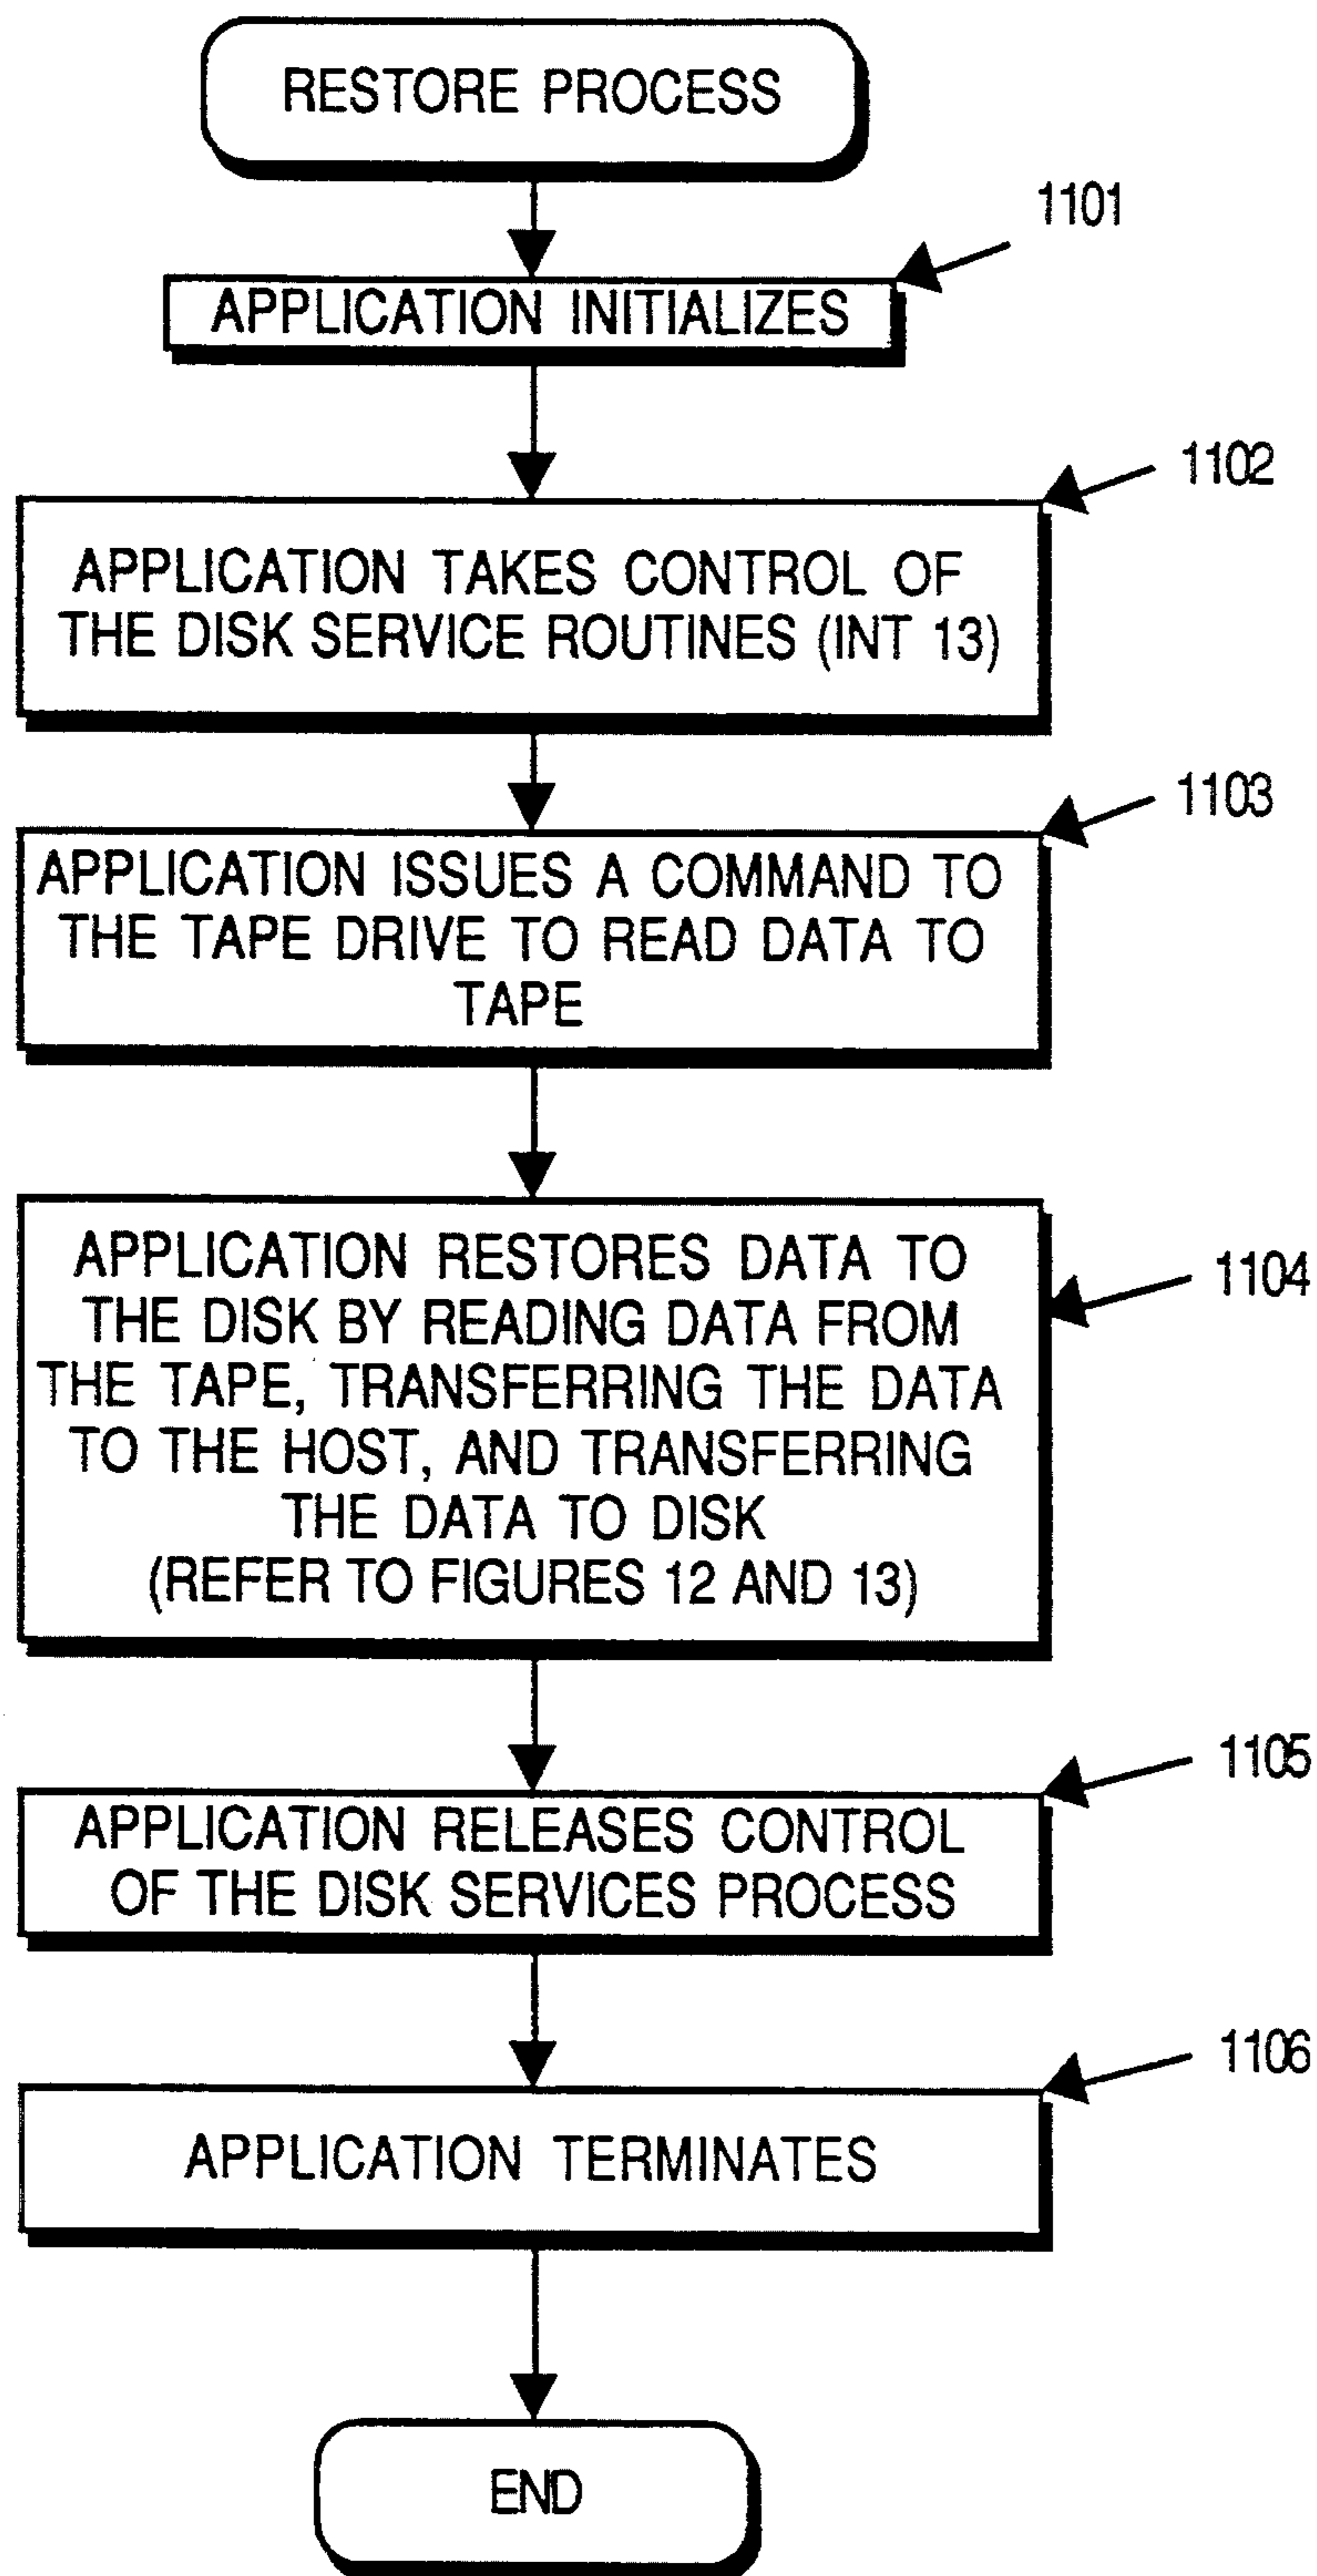 RESTORE PROCESS
1101
APPLICATION INITIALIZES
1102
APPLICATION TAKES CONTROL OF
THE DISK SERVICE ROUTINES (INT 13)
1103
APPLICATION ISSUES A COMMAND TO
THE TAPE DRIVE TO READ DATA TO
TAPE
1104
APPLICATION RESTORES DATA TO
THE DISK BY READING DATA FROM
THE TAPE, TRANSFERRING THE DATA
TO THE HOST, AND TRANSFERRING
THE DATA TO DISK
(REFER TO FIGURES 12 AND 13)
1105
APPLICATION RELEASES CONTROL
OF THE DISK SERVICES PROCESS
1106
APPLICATION TERMINATES
END